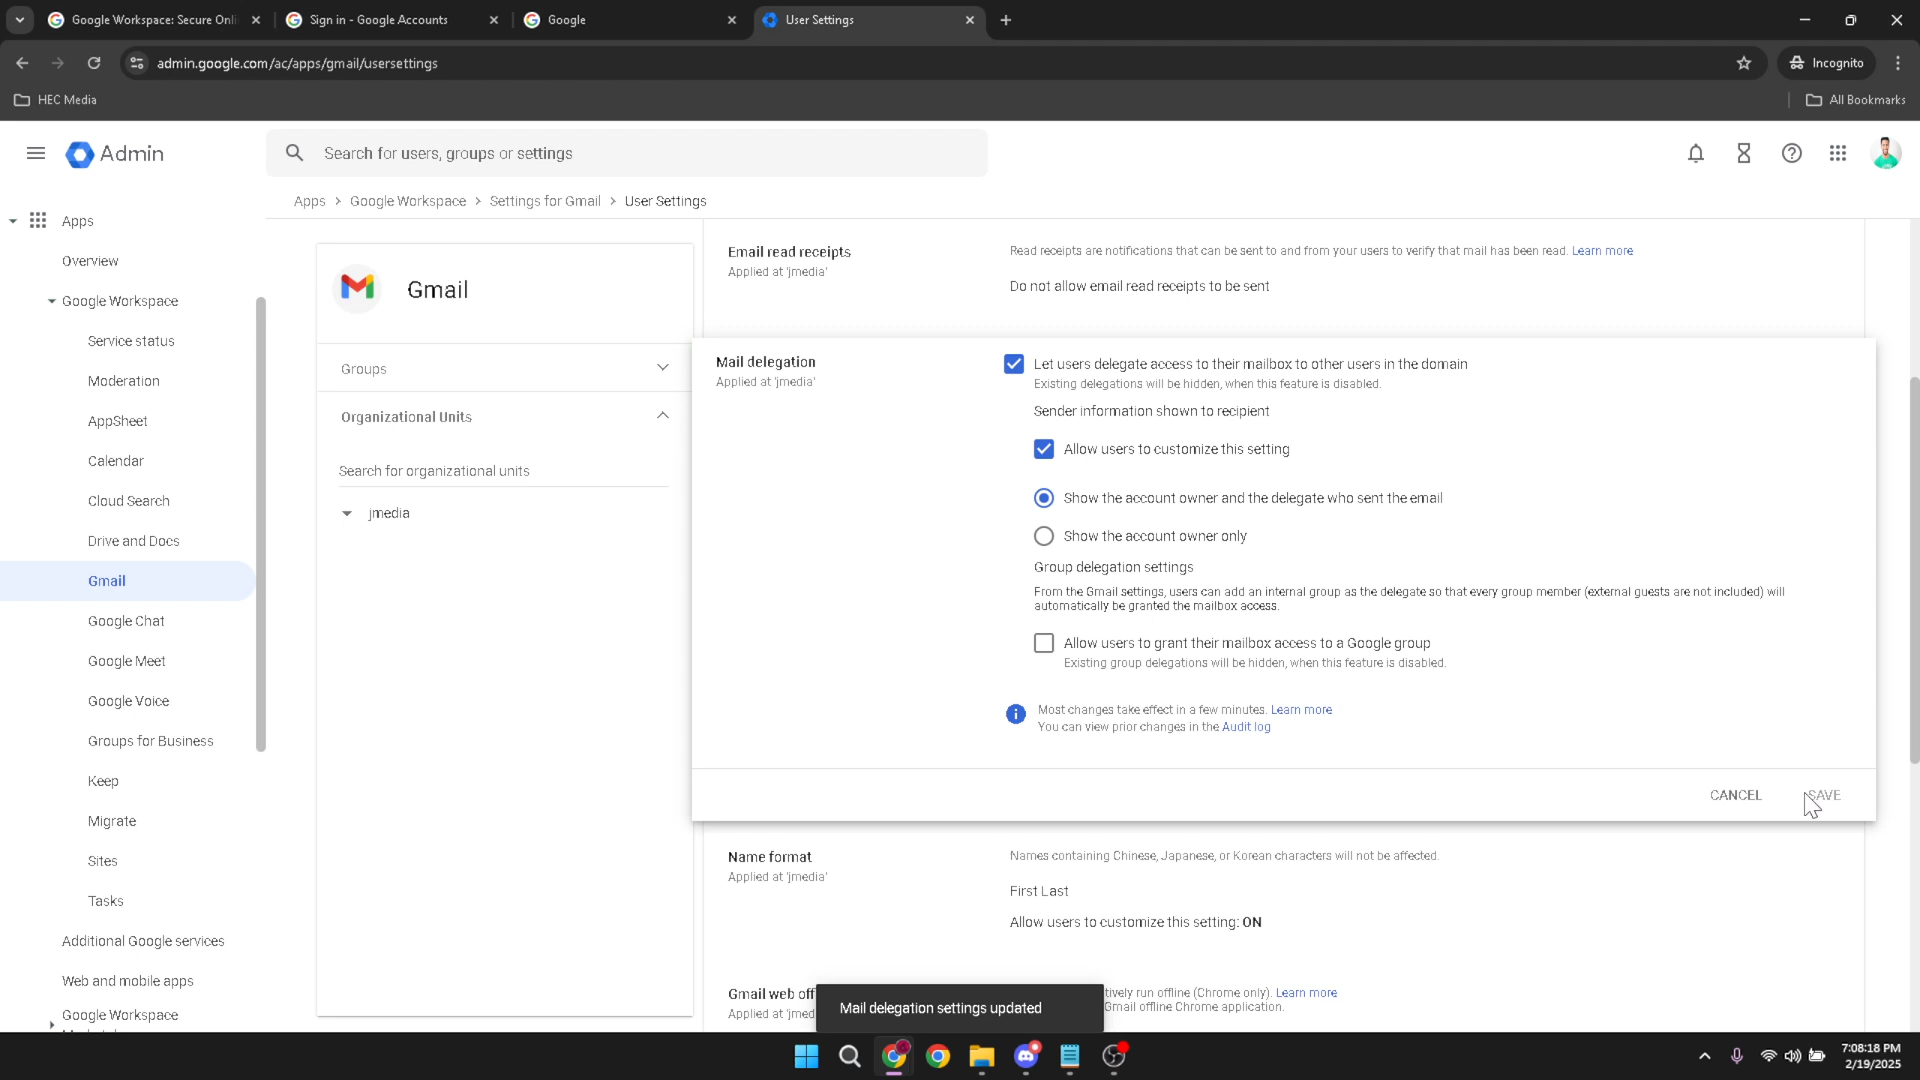 Google Workspace: Secure Onli
Sign in - Google Accounts
Google
User Settings
admin.google.com/ac/apps/gmail/usersettings
Incognito
HEC Media
All Bookmarks
Admin
Search for users, groups or settings
Apps > Google Workspace > Settings for Gmail > User Settings
Apps
Overview
Google Workspace
Service status
Moderation
AppSheet
Calendar
Cloud Search
Drive and Docs
Gmail
Google Chat
Google Meet
Google Voice
Groups for Business
Keep
Migrate
Sites
Tasks
Additional Google services
Web and mobile apps
Google Workspace
Gmail
Groups
Organizational Units
Search for organizational units
jmedia
Email read receipts
Applied at 'jmedia'
Read receipts are notifications that can be sent to and from your users to verify that mail has been read. Learn more
Do not allow email read receipts to be sent
Mail delegation
Applied at 'jmedia'
Let users delegate access to their mailbox to other users in the domain
Existing delegations will be hidden, when this feature is disabled.
Sender information shown to recipient
Allow users to customize this setting
Show the account owner and the delegate who sent the email
Show the account owner only
Group delegation settings
From the Gmail settings, users can add an internal group as the delegate so that every group member (external guests are not included) will
automatically be granted the mailbox access.
Allow users to grant their mailbox access to a Google group
Existing group delegations will be hidden, when this feature is disabled.
Most changes take effect in a few minutes. Learn more
You can view prior changes in the Audit log
CANCEL
SAVE
Name format
Applied at 'jmedia'
Names containing Chinese, Japanese, or Korean characters will not be affected.
First Last
Allow users to customize this setting: ON
Gmail web off
Applied at 'jmed
tively run offline (Chrome only). Learn more
Gmail offline Chrome application.
Mail delegation settings updated
7:08:18 PM
2/19/2025